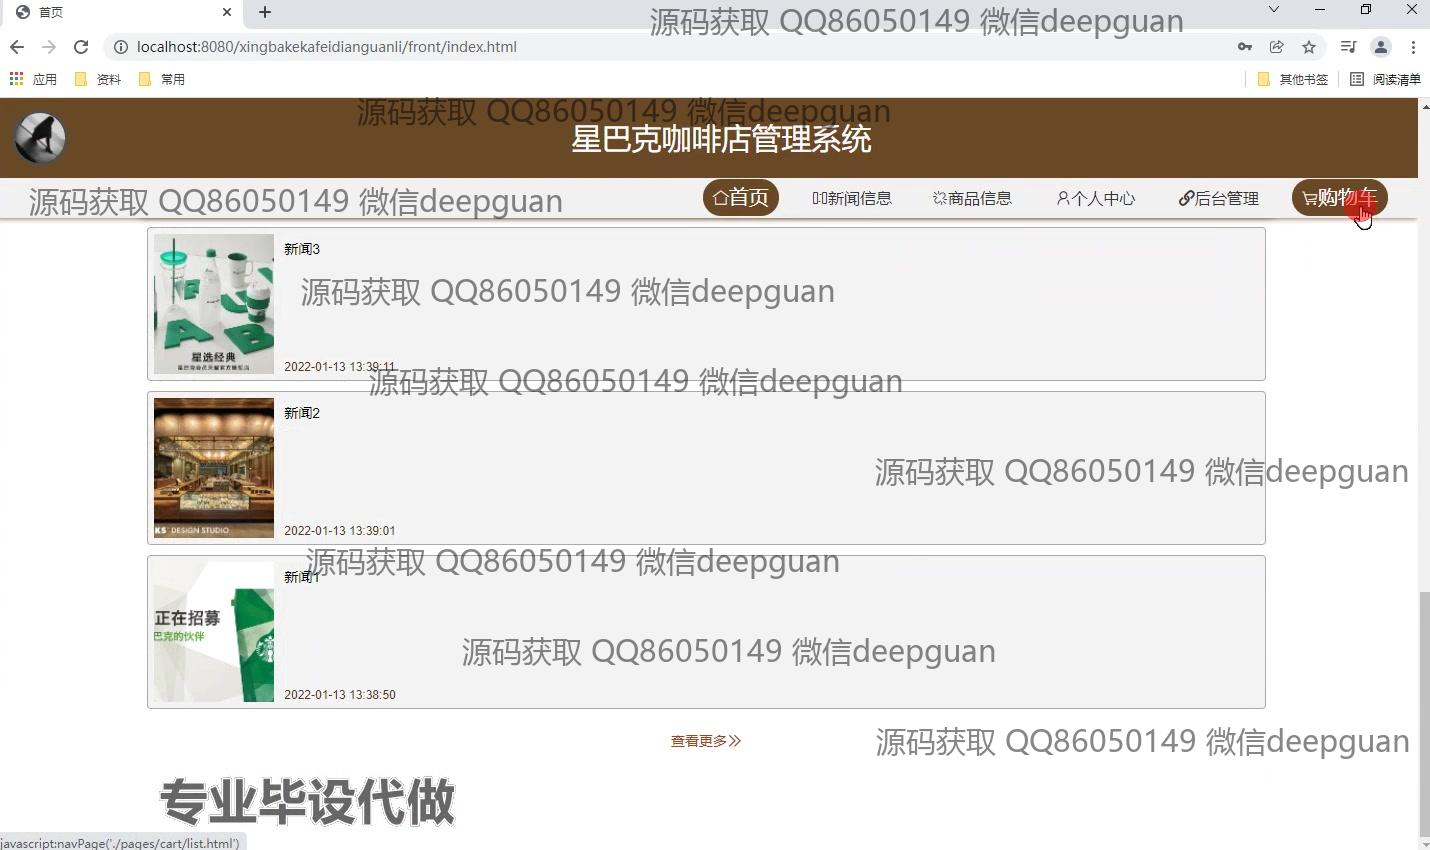 首页
源码获取 QQ86050149 微信deepguan
localhost:8080/xingbakekafeidianguanli/front/index.html
应用
资料
常用
其他书签
阅读清单
源码获取 QQ86050149 微信deepguan
星巴克咖啡店管理系统
源码获取 QQ86050149 微信deepguan
首页
新闻信息
商品信息
个人中心
后台管理
购物车
新闻3
源码获取 QQ86050149 微信deepguan
星选经典
星巴克会员天猫官方旗舰店
2022-01-13 13:39:11
源码获取 QQ86050149 微信deepguan
新闻2
源码获取 QQ86050149 微信deepguan
KS DESIGN STUDIO
2022-01-13 13:39:01
源码获取 QQ86050149 微信deepguan
新闻1
正在招募
巴克的伙伴
源码获取 QQ86050149 微信deepguan
2022-01-13 13:38:50
查看更多
源码获取 QQ86050149 微信deepguan
专业毕设代做
javascript:navPage('./pages/cart/list.html')